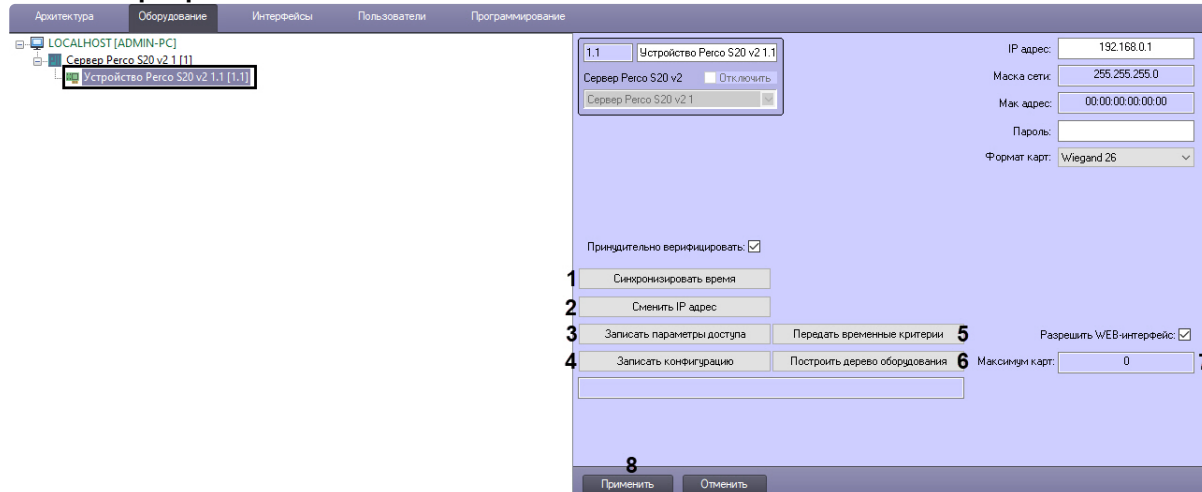 Архитектура Оборудование Интерфейсы Пользователи Программирование
LOCALHOST [ADMIN-PC]
Сервер Perco S20 v2 1 [1]
Устройство Perco S20 v2 1.1 [1.1]
1.1 Устройство Perco S20 v2 1.1
Сервер Perco S20 v2 Отключить
Сервер Perco S20 v2 1
IP адрес: 192.168.0.1
Маска сети: 255.255.255.0
Мак адрес: 00:00:00:00:00:00
Пароль:
Формат карт: Wiegand 26
Принудительно верифицировать:
1 Синхронизировать время
2 Сменить IP адрес
3 Записать параметры доступа Передать временные критерии 5 Разрешить WEB-интерфейс:
4 Записать конфигурацию Построить дерево оборудования 6 Максимум карт: 0 7
8
Применить Отменить